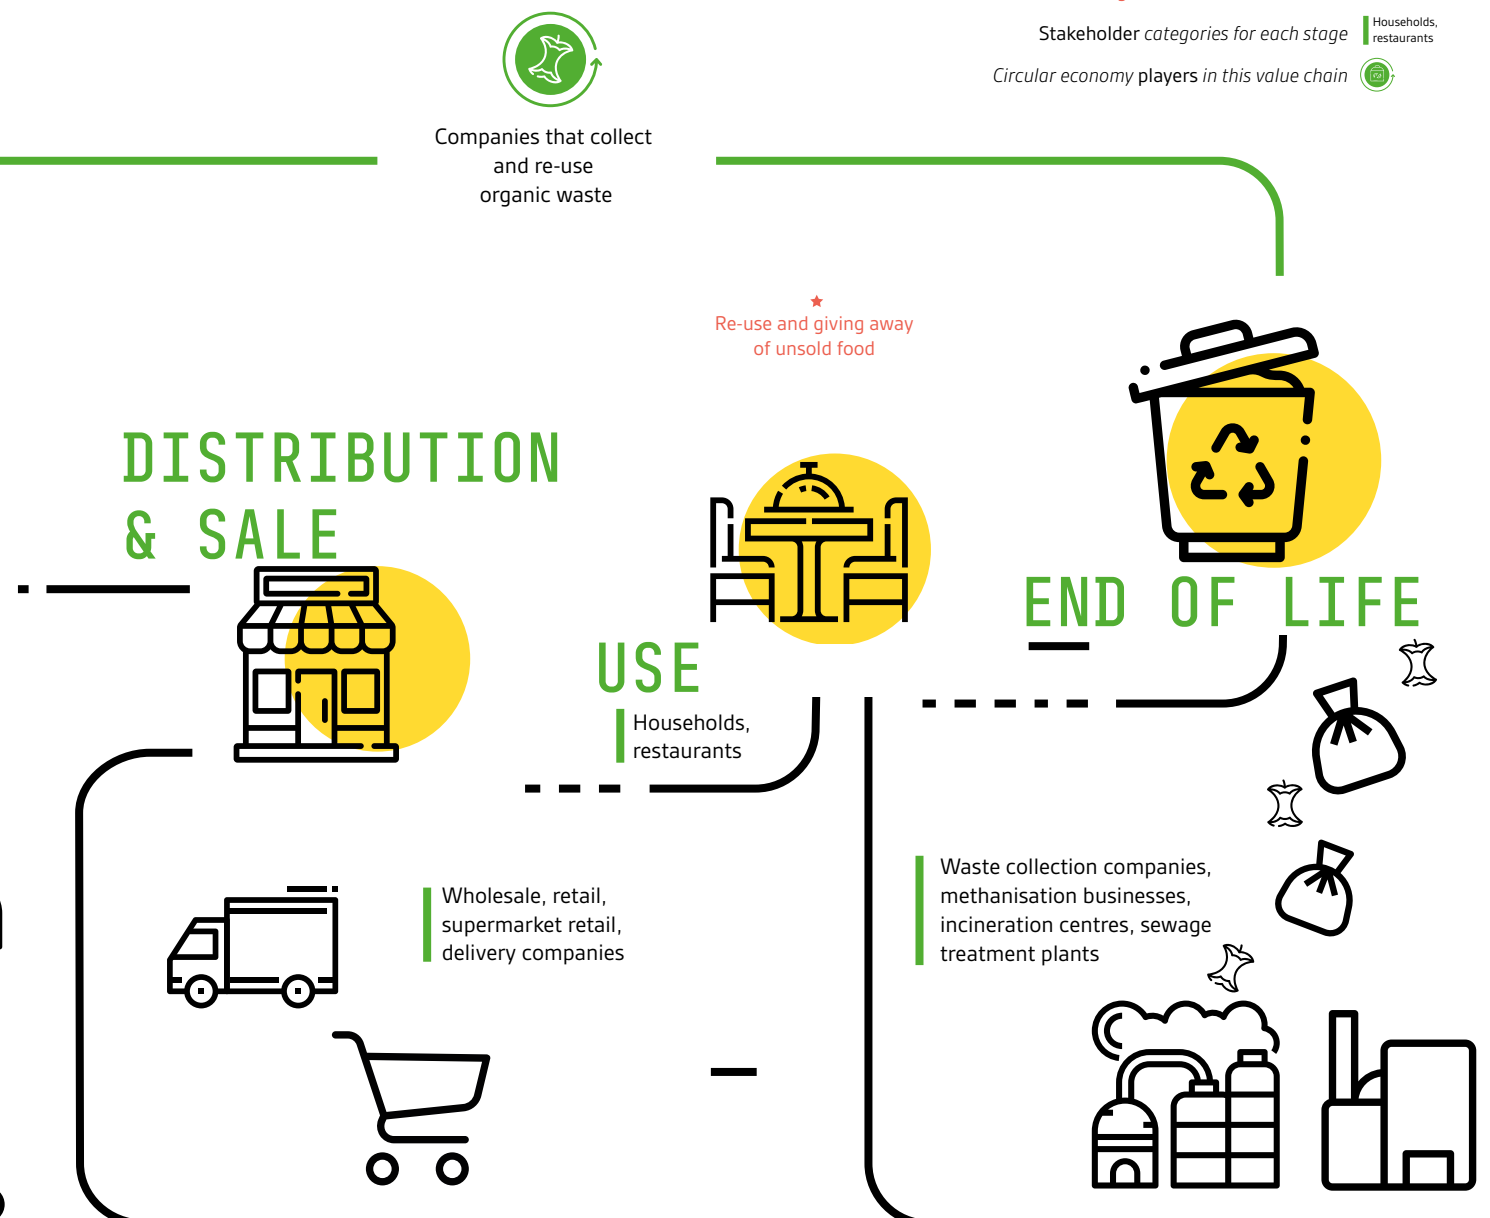 Stakeholder categories for each stage
Households,
restaurants
Circular economy players in this value chain
Companies that collect
and re-use
organic waste
Re-use and giving away
of unsold food
DISTRIBUTION
& SALE
USE
Households,
restaurants
END OF LIFE
Wholesale, retail,
supermarket retail,
delivery companies
Waste collection companies,
methanisation businesses,
incineration centres, sewage
treatment plants